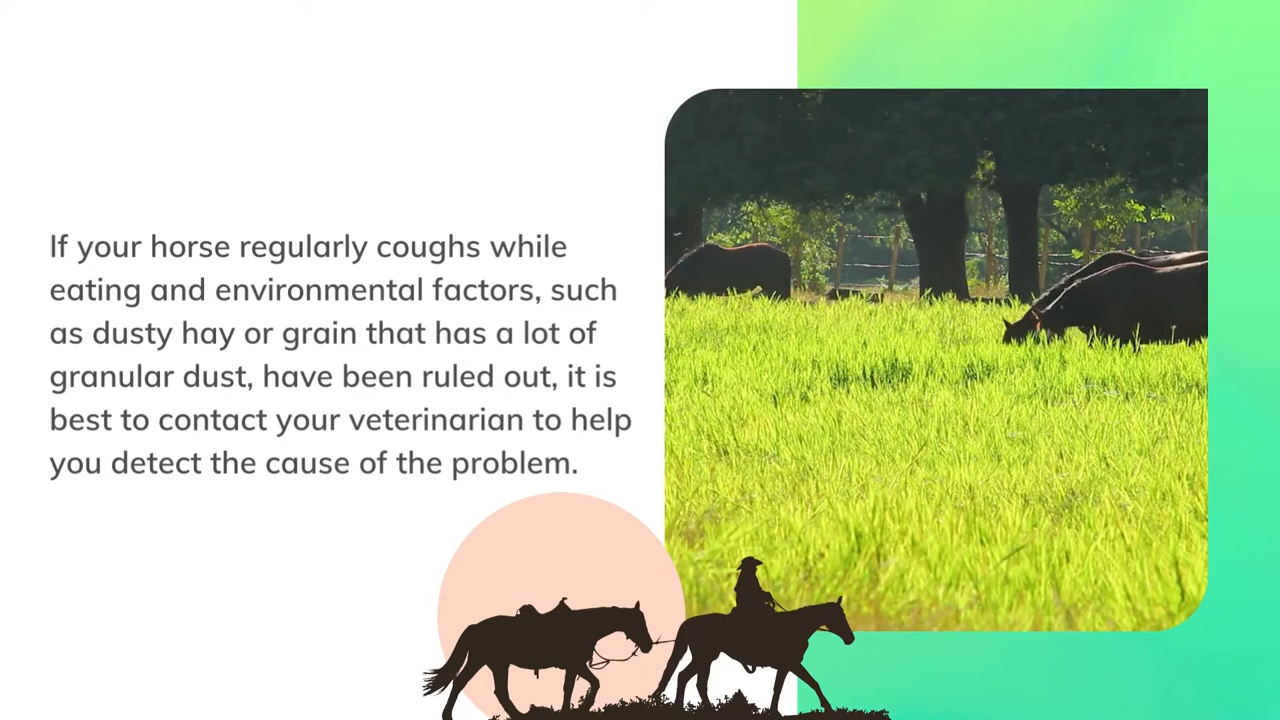 If your horse regularly coughs while
eating and environmental factors, such
as dusty hay or grain that has a lot of
granular dust, have been ruled out, it is
best to contact your veterinarian to help
you detect the cause of the problem.